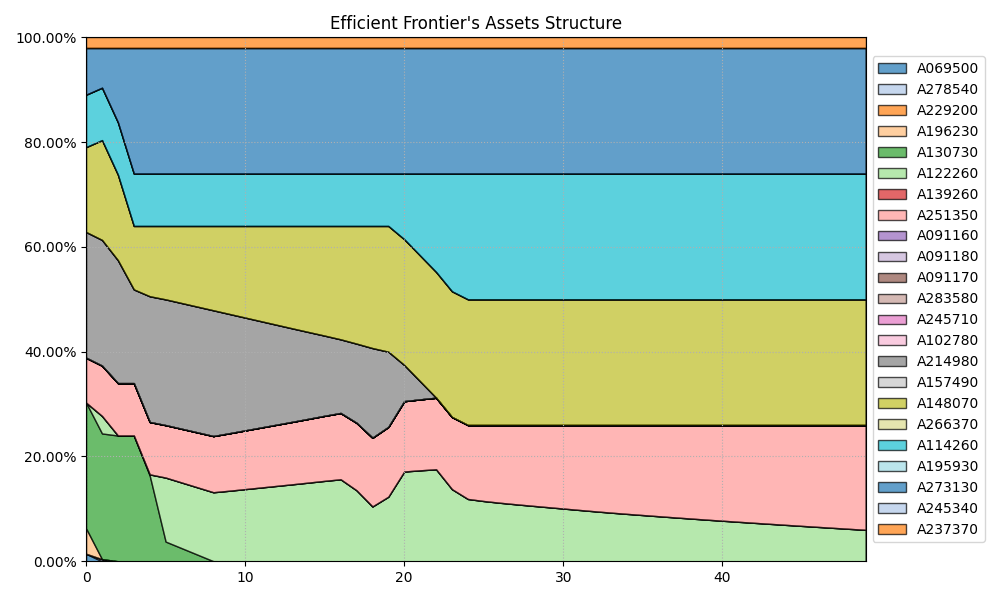 Efficient Frontier's Assets Structure
100.00%
80.00%
60.00%
40.00%
20.00%
0.00%
0
10
20
30
40
A069500
A278540
A229200
A196230
A130730
A122260
A139260
A251350
A091160
A091180
A091170
A283580
A245710
A102780
A214980
A157490
A148070
A266370
A114260
A195930
A273130
A245340
A237370